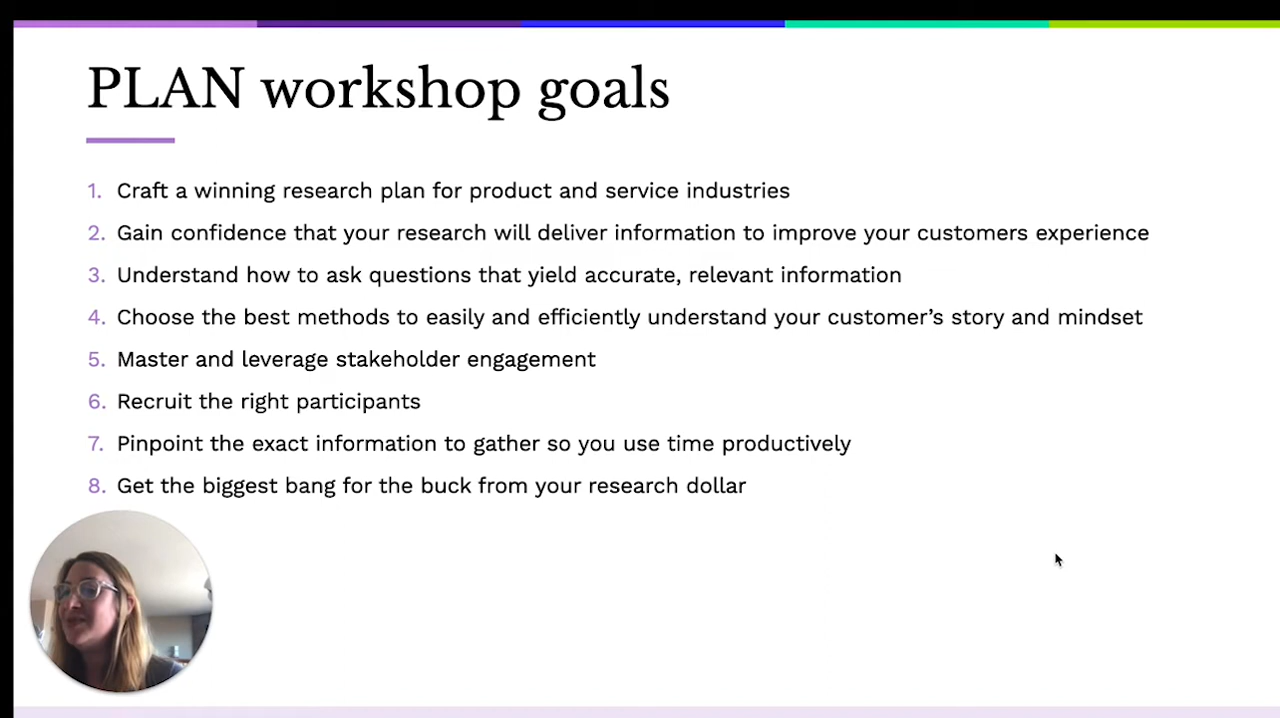 PLAN workshop goals
1. Craft a winning research plan for product and service industries
2. Gain confidence that your research will deliver information to improve your customers experience
3. Understand how to ask questions that yield accurate, relevant information
4. Choose the best methods to easily and efficiently understand your customer’s story and mindset
5. Master and leverage stakeholder engagement
6. Recruit the right participants
7. Pinpoint the exact information to gather so you use time productively
8. Get the biggest bang for the buck from your research dollar